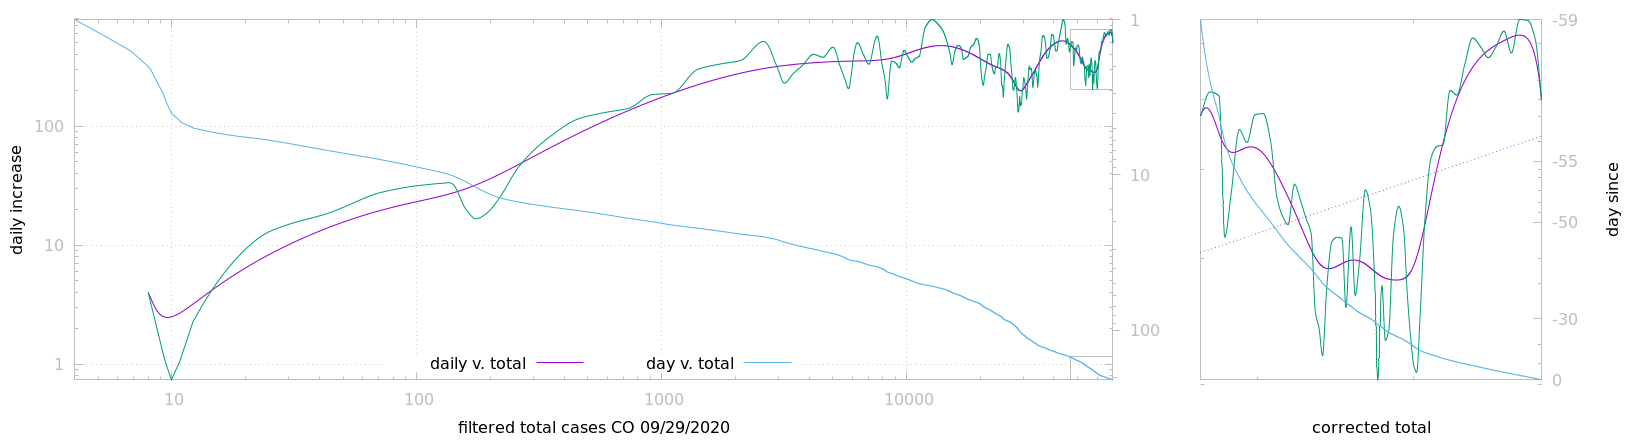 daily increase
100
10
1
10
100
1000
10000
filtered total cases CO 09/29/2020
daily v. total
day v. total
1
10
100
corrected total
-59
-55
-50
-30
0
day since